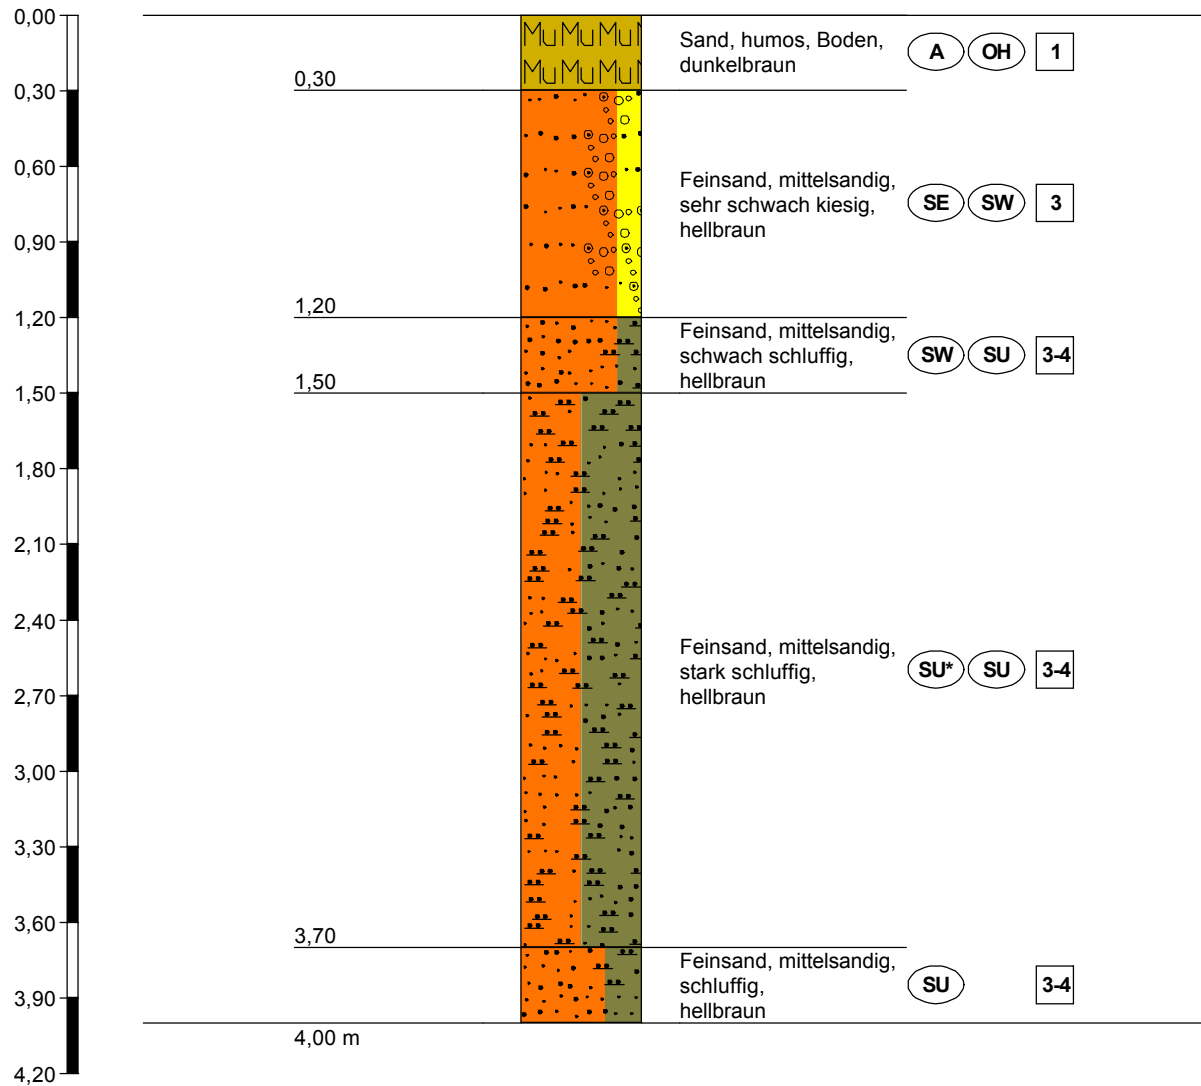 0,00
0,30
0,60
0,90
1,20
1,50
1,80
2,10
2,40
2,70
3,00
3,30
3,60
3,90
4,20
0,30
1,20
1,50
3,70
4,00 m
Mu Mu Mu M
Mu Mu Mu M
Sand, humos, Boden,
dunkelbraun
A OH 1
Feinsand, mittelsandig,
sehr schwach kiesig,
hellbraun
SE SW 3
Feinsand, mittelsandig,
schwach schluffig,
hellbraun
SW SU 3-4
Feinsand, mittelsandig,
stark schluffig,
hellbraun
SU* SU 3-4
Feinsand, mittelsandig,
schluffig,
hellbraun
SU 3-4